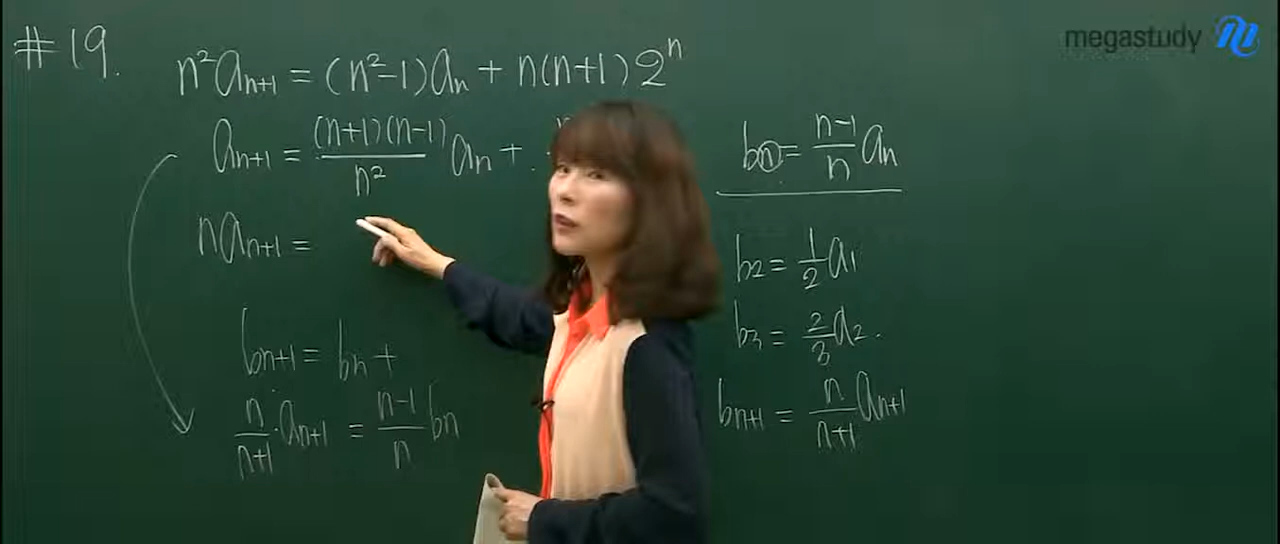 #19.
n²aₙ₊₁ = (n²-1)aₙ + n(n+1)2ⁿ
aₙ₊₁ = (n+1)(n-1)/n² aₙ +
naₙ₊₁ =
bₙ₊₁ = bₙ +
n/n+1 · aₙ₊₁ = n-1/n bₙ
megastudy
bₙ = n-1/n aₙ
b₂ = 1/2 a₁
b₃ = 2/3 a₂.
bₙ₊₁ = n/n+1 aₙ₊₁